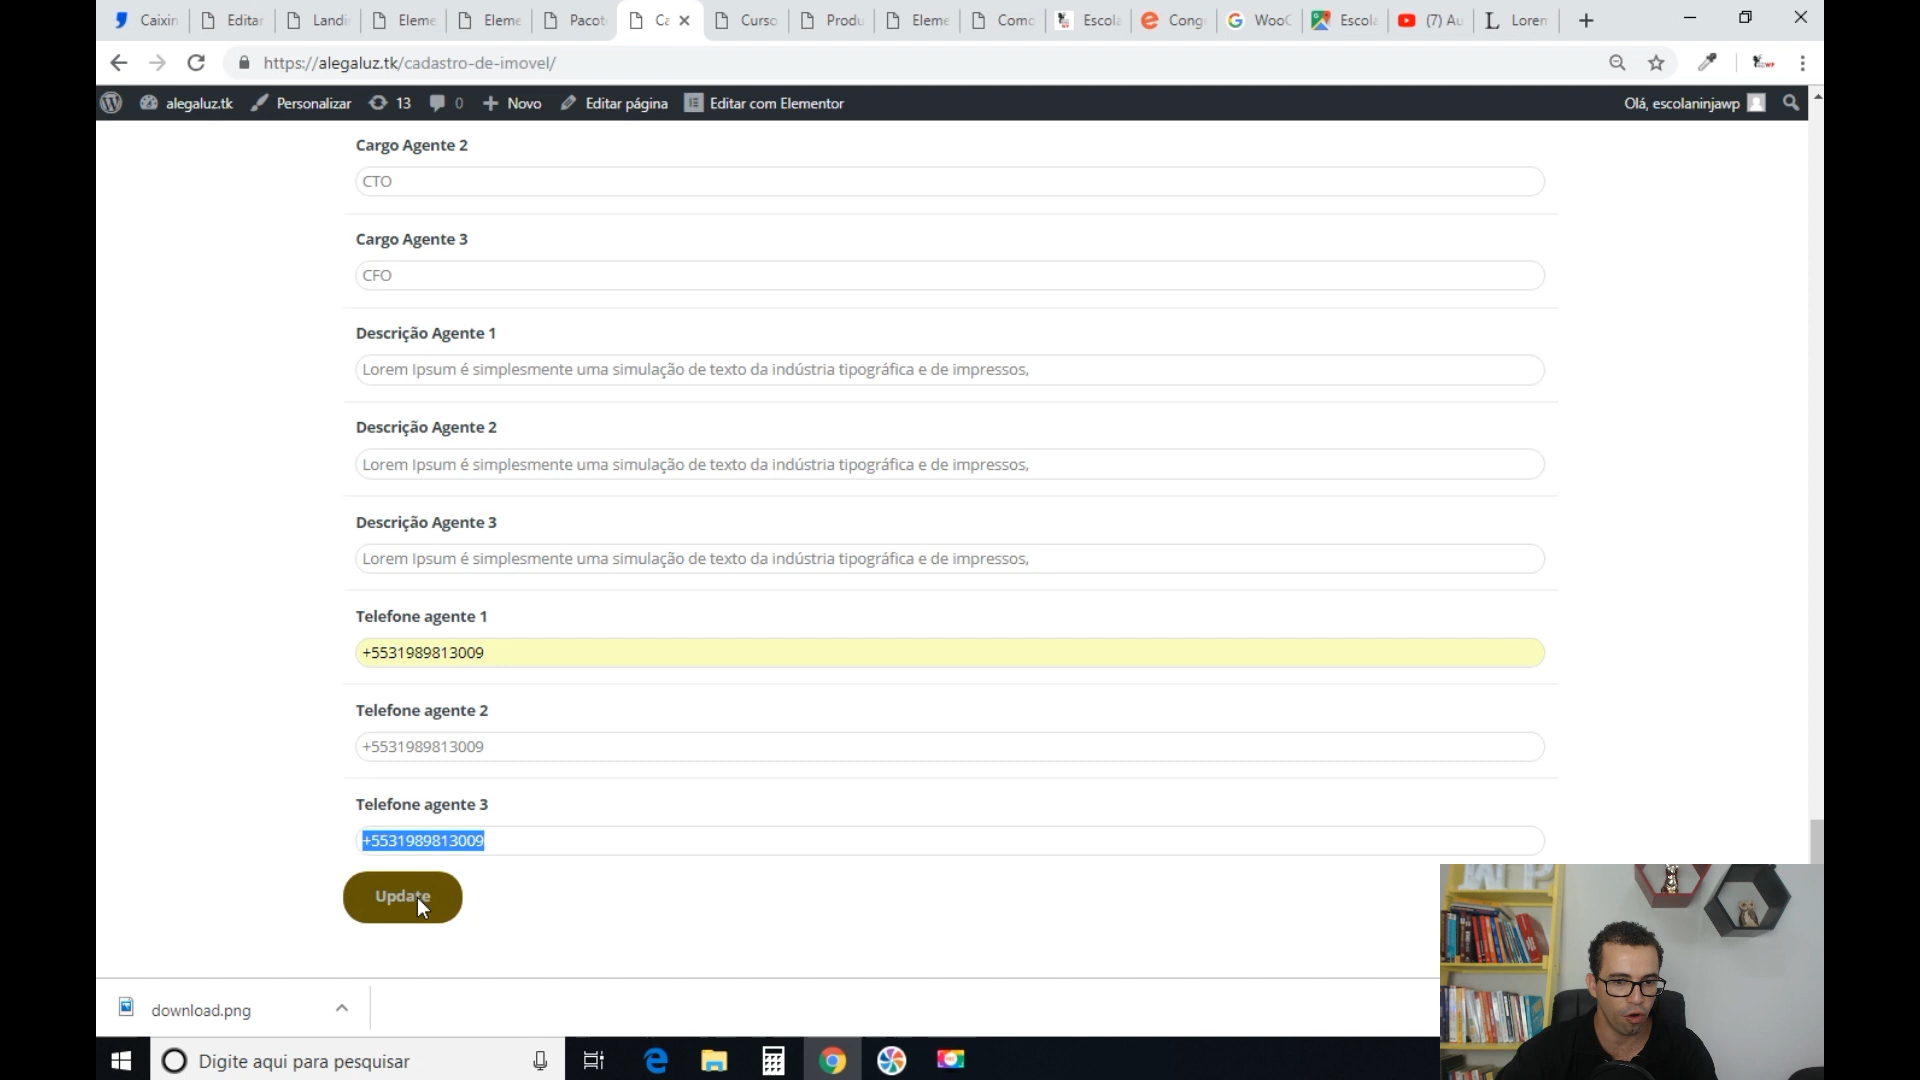 Caixin
Editar
Landi
Eleme
Eleme
Pacot
Ca
Curso
Produ
Eleme
Como
Escola
Cong
WooC
Escola
(7) Au
Lorem
https://alegaluz.tk/cadastro-de-imovel/
alegaluz.tk
Personalizar
13
0
Novo
Editar página
Editar com Elementor
Olá, escolaninjawp
Cargo Agente 2
CTO
Cargo Agente 3
CFO
Descrição Agente 1
Lorem Ipsum é simplesmente uma simulação de texto da indústria tipográfica e de impressos,
Descrição Agente 2
Lorem Ipsum é simplesmente uma simulação de texto da indústria tipográfica e de impressos,
Descrição Agente 3
Lorem Ipsum é simplesmente uma simulação de texto da indústria tipográfica e de impressos,
Telefone agente 1
+5531989813009
Telefone agente 2
+5531989813009
Telefone agente 3
+5531989813009
Update
download.png
Digite aqui para pesquisar
WP